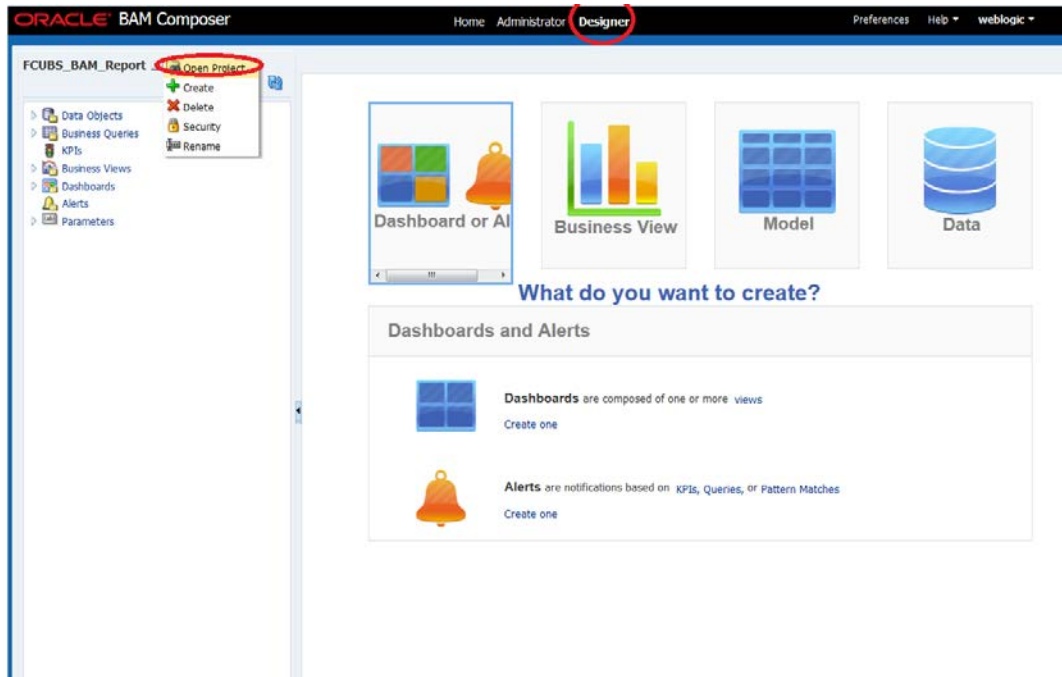 ORACLE BAM Composer
Home Administrator Designer
Preferences Help weblogic
FCUBS_BAM_Report
Open Project
Create
Delete
Security
Rename
Data Objects
Business Queries
KPIs
Business Views
Dashboards
Alerts
Parameters
Dashboard or Al
Business View
Model
Data
What do you want to create?
Dashboards and Alerts
Dashboards are composed of one or more views
Create one
Alerts are notifications based on KPIs, Queries, or Pattern Matches
Create one